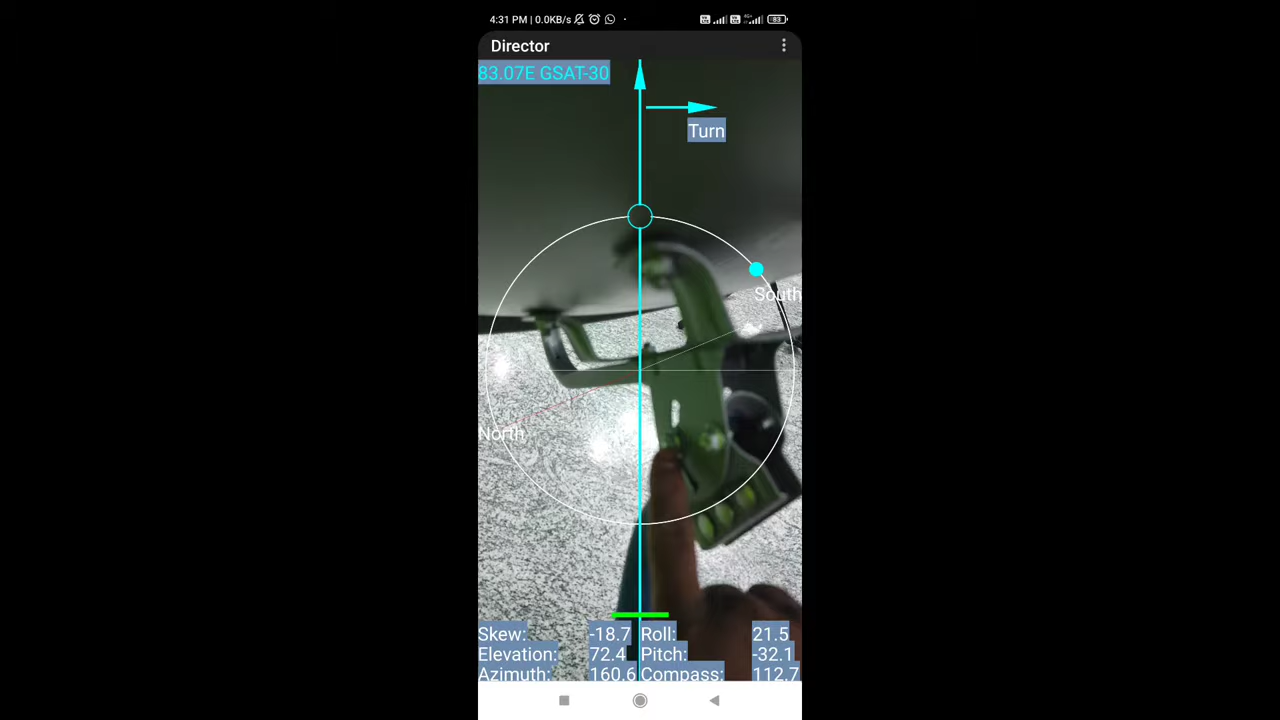 4:31 PM | 0.0KB/s
83
Director
83.07E GSAT-30
Turn
South
North
Skew: -18.7 Roll: 21.5
Elevation: 72.4 Pitch: -32.1
Azimuth: 160.6 Compass: 112.7